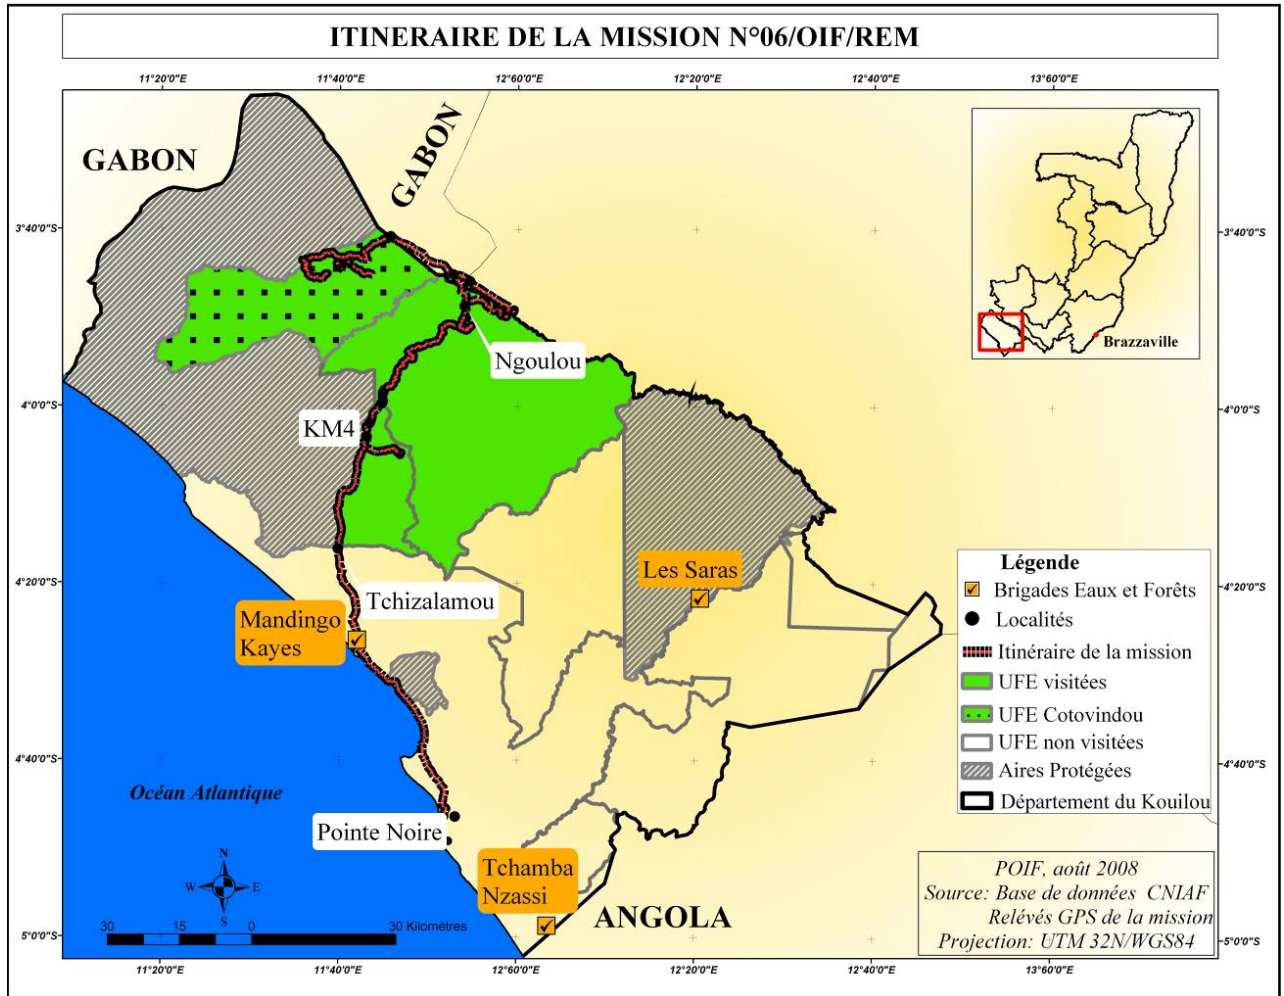 ITINERAIRE DE LA MISSION N°06/OIF/REM
11°20'0"E
11°40'0"E
12°60'0"E
12°20'0"E
12°40'0"E
13°60'0"E
GABON
GABON
3°40'0"S
3°40'0"S
Brazzaville
Ngoulou
4°0'0"S
4°0'0"S
KM4
Légende
Brigades Eaux et Forêts
Localités
Itinéraire de la mission
UFE visitées
UFE Cotovindou
UFE non visitées
Aires Protégées
Département du Kouilou
Les Saras
4°20'0"S
4°20'0"S
Tchizalamou
Mandingo
Kayes
4°40'0"S
4°40'0"S
Océan Atlantique
Pointe Noire
Tchamba
Nzassi
ANGOLA
N
W
E
S
30
15
0
30 Kilomètres
POIF, août 2008
Source: Base de données CNIAF
Relévés GPS de la mission
Projection: UTM 32N/WGS84
5°0'0"S
5°0'0"S
11°20'0"E
11°40'0"E
12°60'0"E
12°20'0"E
12°40'0"E
13°60'0"E